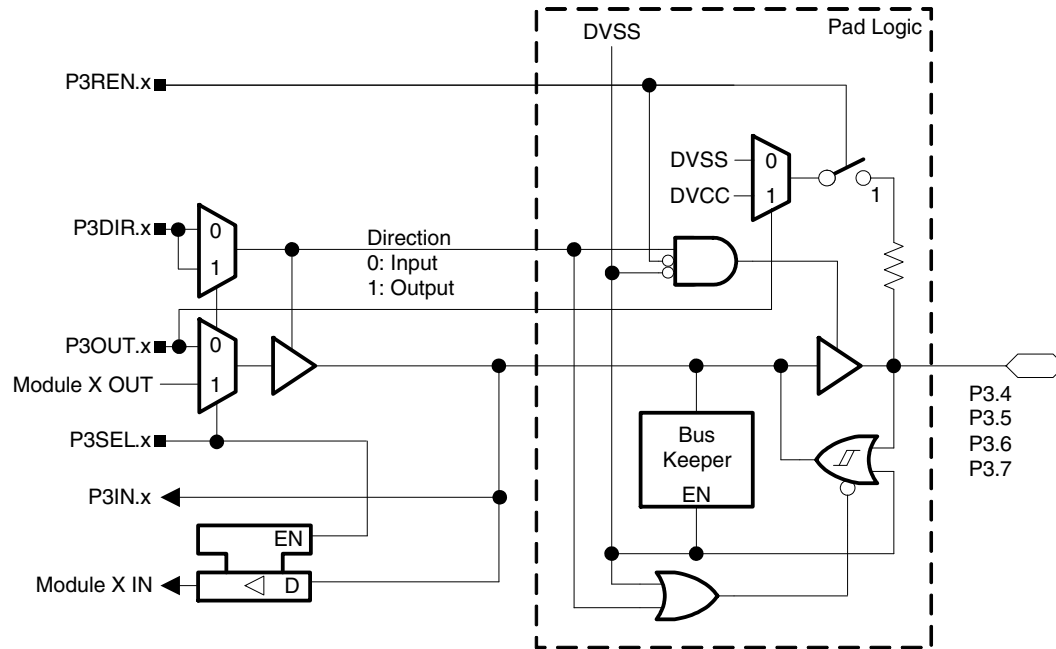 Pad Logic
DVSS
P3REN.x
DVSS
0
DVCC
1
1
P3DIR.x
0
1
Direction
0: Input
1: Output
P3OUT.x
0
Module X OUT
1
P3SEL.x
P3.4
P3.5
P3.6
P3.7
Bus
Keeper
EN
P3IN.x
EN
Module X IN
D